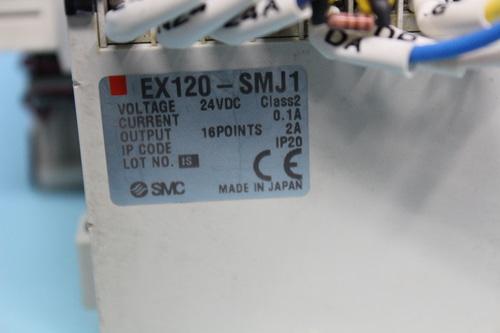 24A
EX120-SMJ1
VOLTAGE 24VDC Class2
CURRENT 0.1A
OUTPUT 16POINTS 2A
IP CODE IP20
LOT NO. IS
CE
SMC MADE IN JAPAN